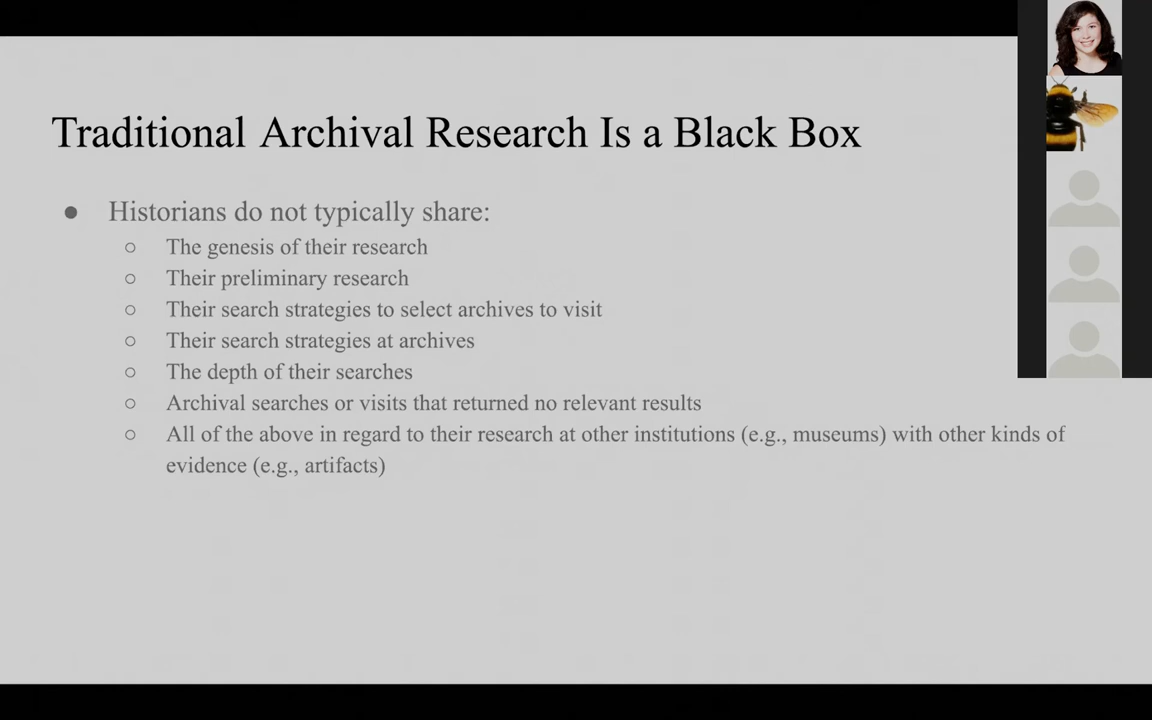 Traditional Archival Research Is a Black Box
● Historians do not typically share:
○ The genesis of their research
○ Their preliminary research
○ Their search strategies to select archives to visit
○ Their search strategies at archives
○ The depth of their searches
○ Archival searches or visits that returned no relevant results
○ All of the above in regard to their research at other institutions (e.g., museums) with other kinds of
evidence (e.g., artifacts)